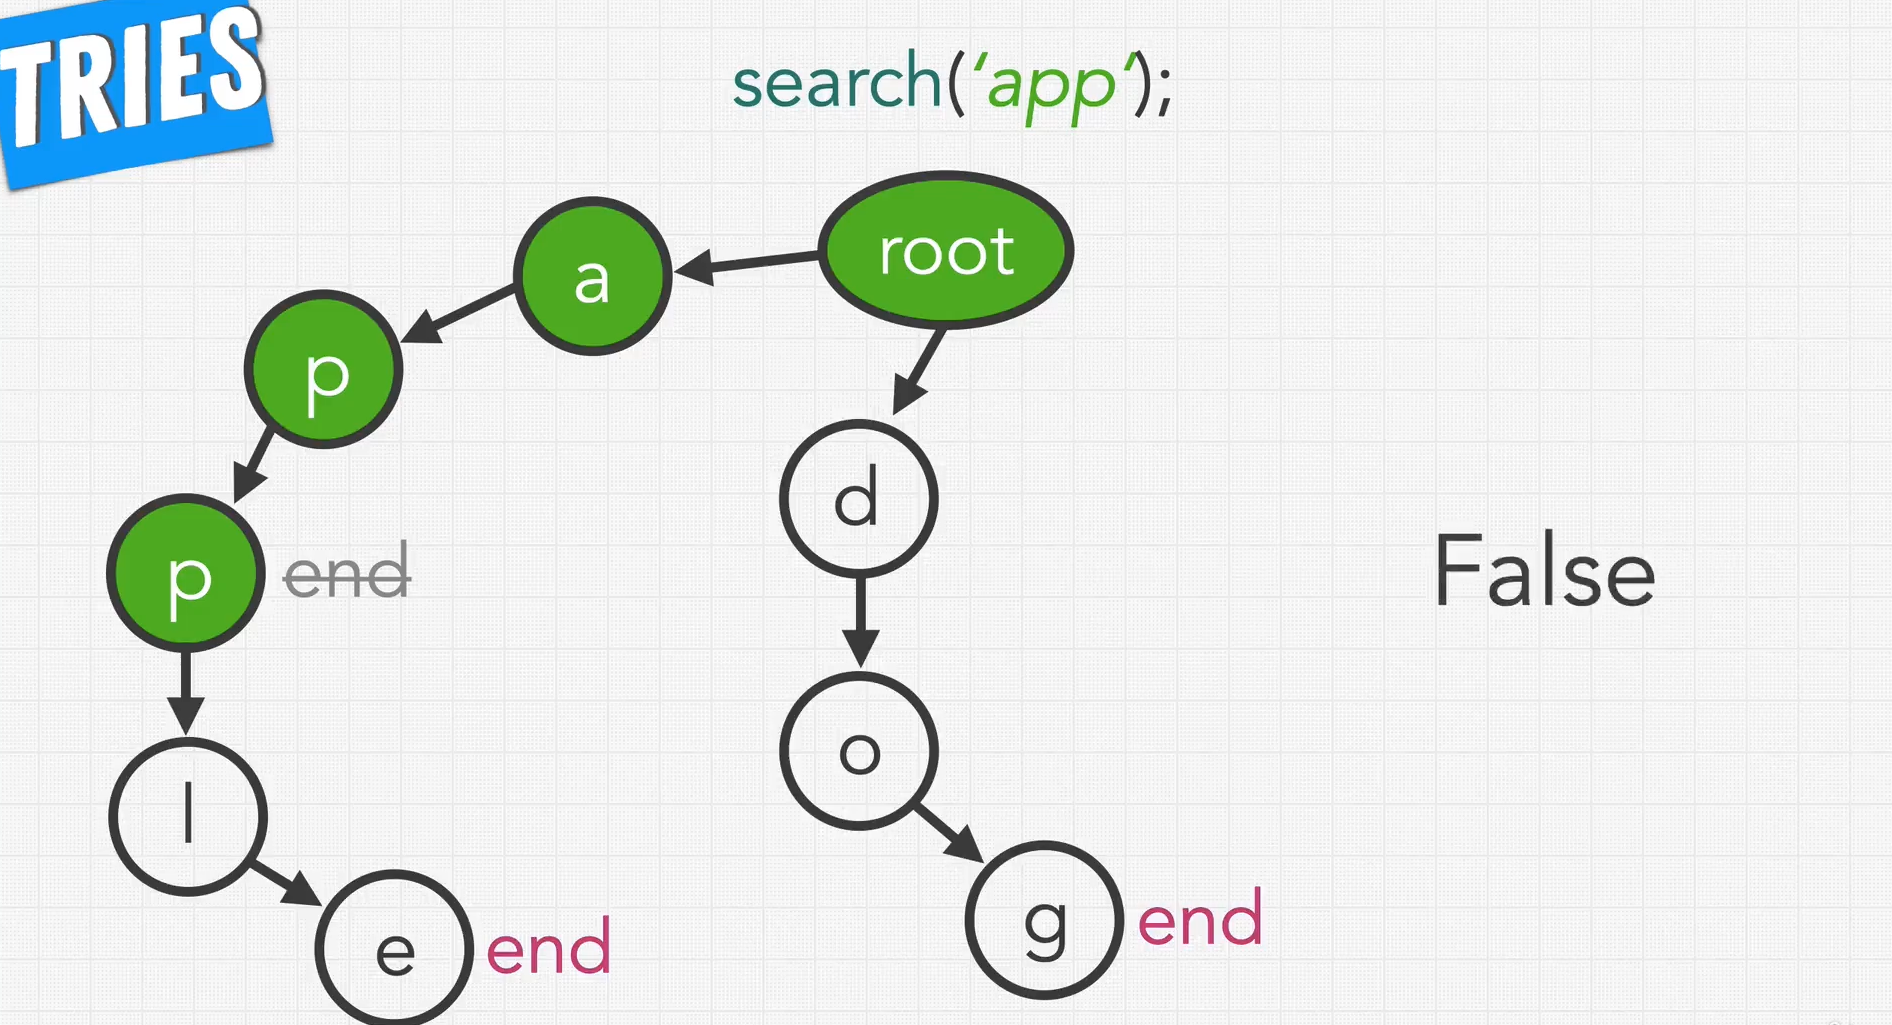 TRIES
search(‘app’);
root
a
p
d
p end
False
o
l
g end
e end